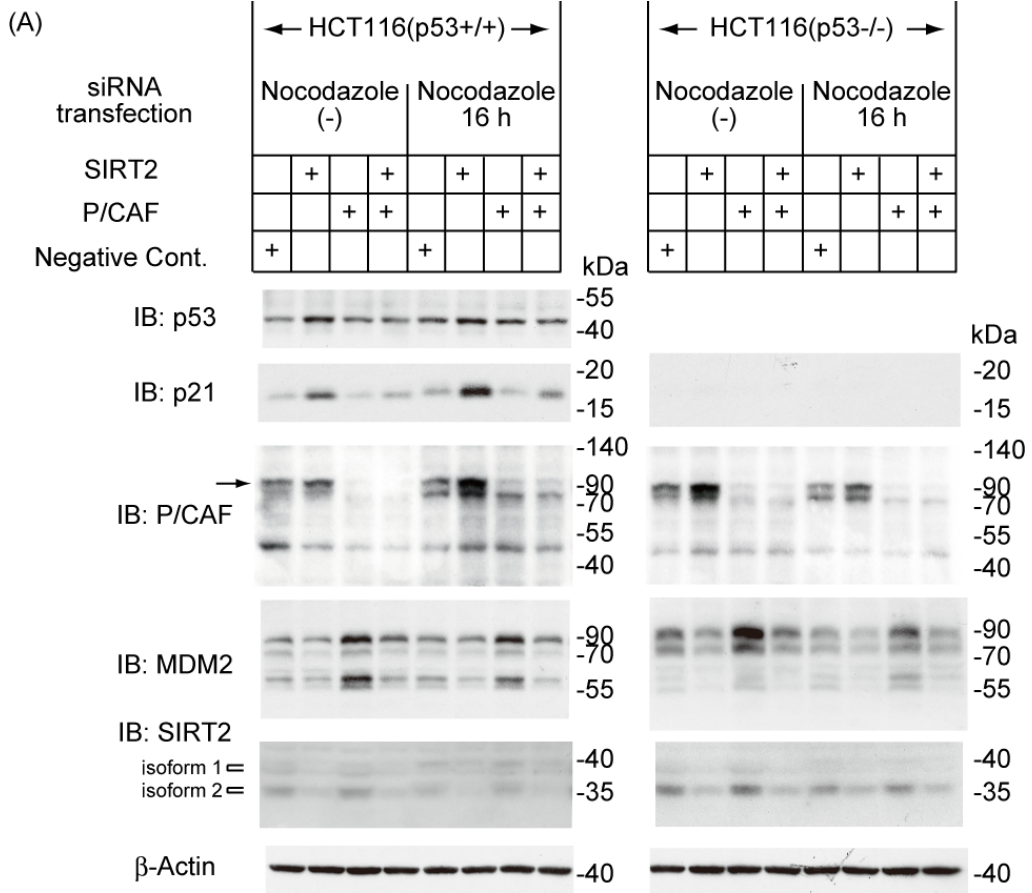 (A)
HCT116(p53+/+)
HCT116(p53-/-)
siRNA
transfection
Nocodazole
(-)
Nocodazole
16 h
Nocodazole
(-)
Nocodazole
16 h
SIRT2 + + + + + + + +
P/CAF + + + + + + + +
Negative Cont. + + + +
kDa
IB: p53
-55
-40
kDa
IB: p21
-20
-15
-20
-15
IB: P/CAF
-140
-90
-70
-55
-40
-140
-90
-70
-55
-40
IB: MDM2
-90
-70
-55
-90
-70
-55
IB: SIRT2
isoform 1
isoform 2
-40
-35
-40
-35
β-Actin
-40
-40